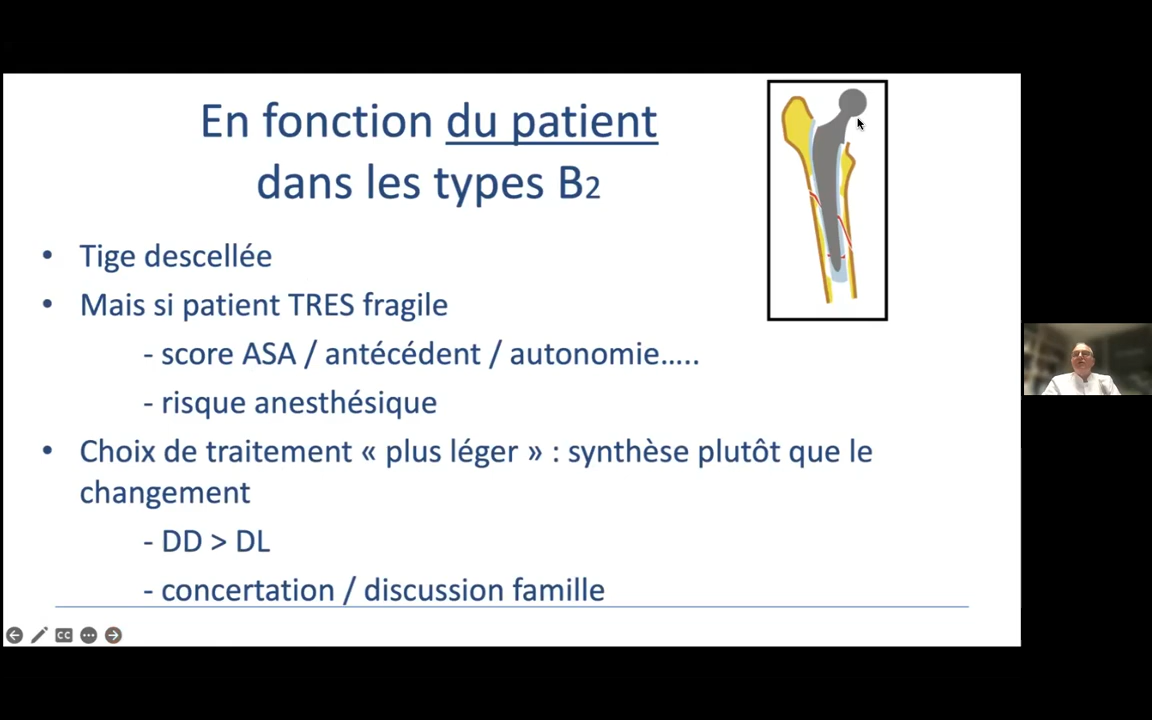 En fonction du patient
dans les types B2
• Tige descellée
• Mais si patient TRES fragile
- score ASA / antécédent / autonomie.....
- risque anesthésique
• Choix de traitement « plus léger » : synthèse plutôt que le
changement
- DD > DL
- concertation / discussion famille
CC